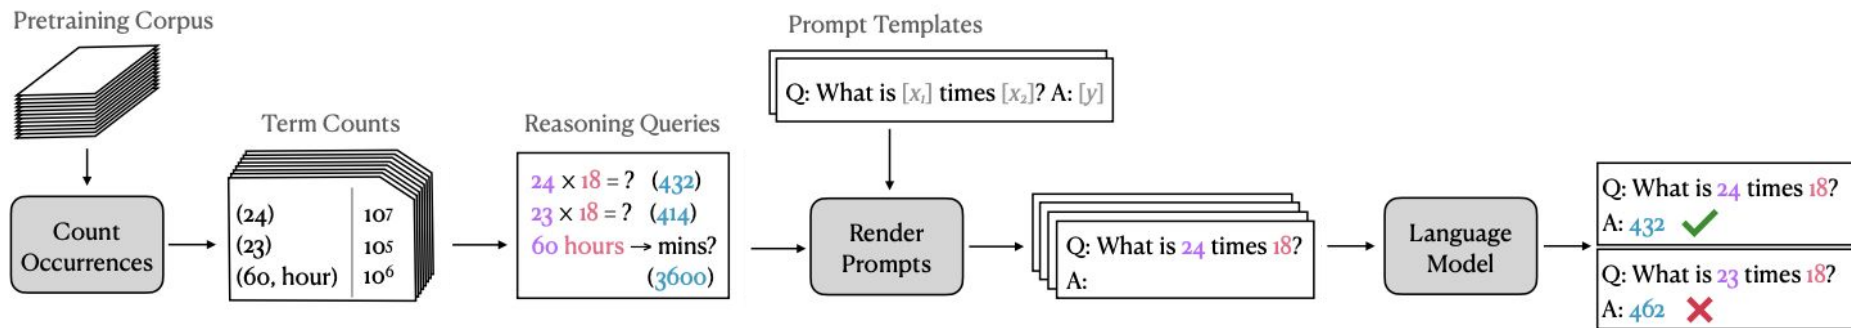 Pretraining Corpus
Count
Occurrences
Term Counts
(24) 10⁷
(23) 10⁵
(60, hour) 10⁶
Reasoning Queries
24 × 18 = ? (432)
23 × 18 = ? (414)
60 hours → mins?
(3600)
Prompt Templates
Q: What is [x₁] times [x₂]? A: [y]
Render
Prompts
Q: What is 24 times 18?
A:
Language
Model
Q: What is 24 times 18?
A: 432 ✓
Q: What is 23 times 18?
A: 462 ✗